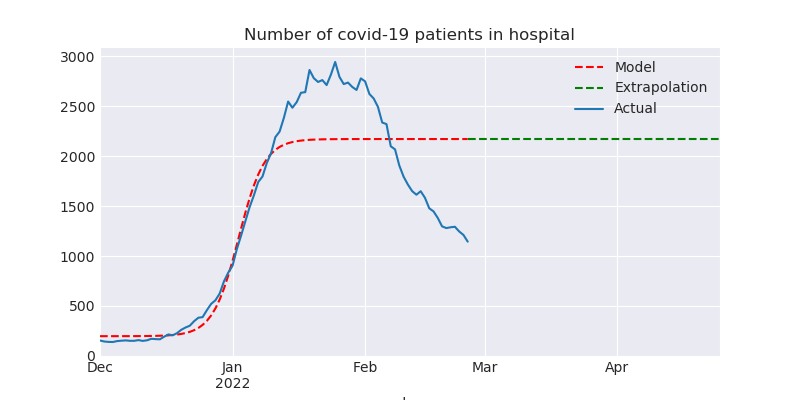 Number of covid-19 patients in hospital
3000
2500
2000
1500
1000
500
0
Model
Extrapolation
Actual
Dec
Jan
2022
Feb
Mar
Apr